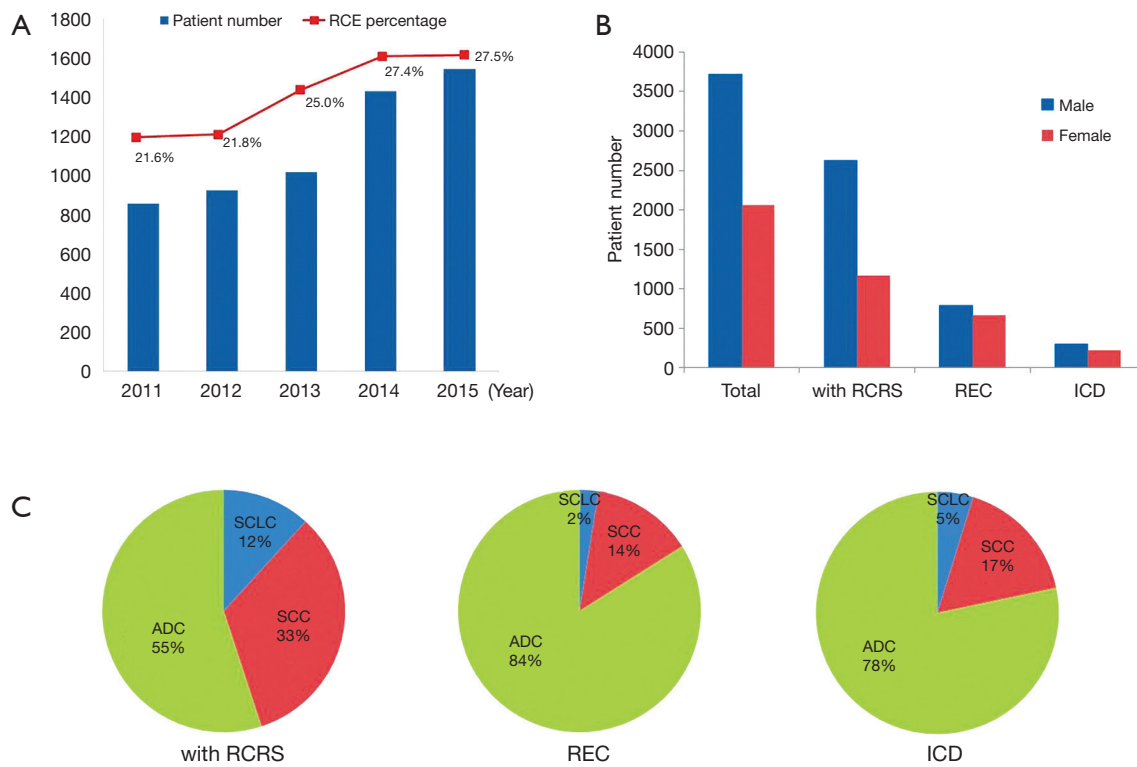 A
Patient number
RCE percentage
1800
1600
1400
1200
1000
800
600
400
200
0
21.6%
21.8%
25.0%
27.4%
27.5%
2011 2012 2013 2014 2015 (Year)
B
Patient number
4000
3500
3000
2500
2000
1500
1000
500
0
Male
Female
Total with RCRS REC ICD
C
SCLC
12%
SCC
33%
ADC
55%
with RCRS
SCLC
2%
SCC
14%
ADC
84%
REC
SCLC
5%
SCC
17%
ADC
78%
ICD